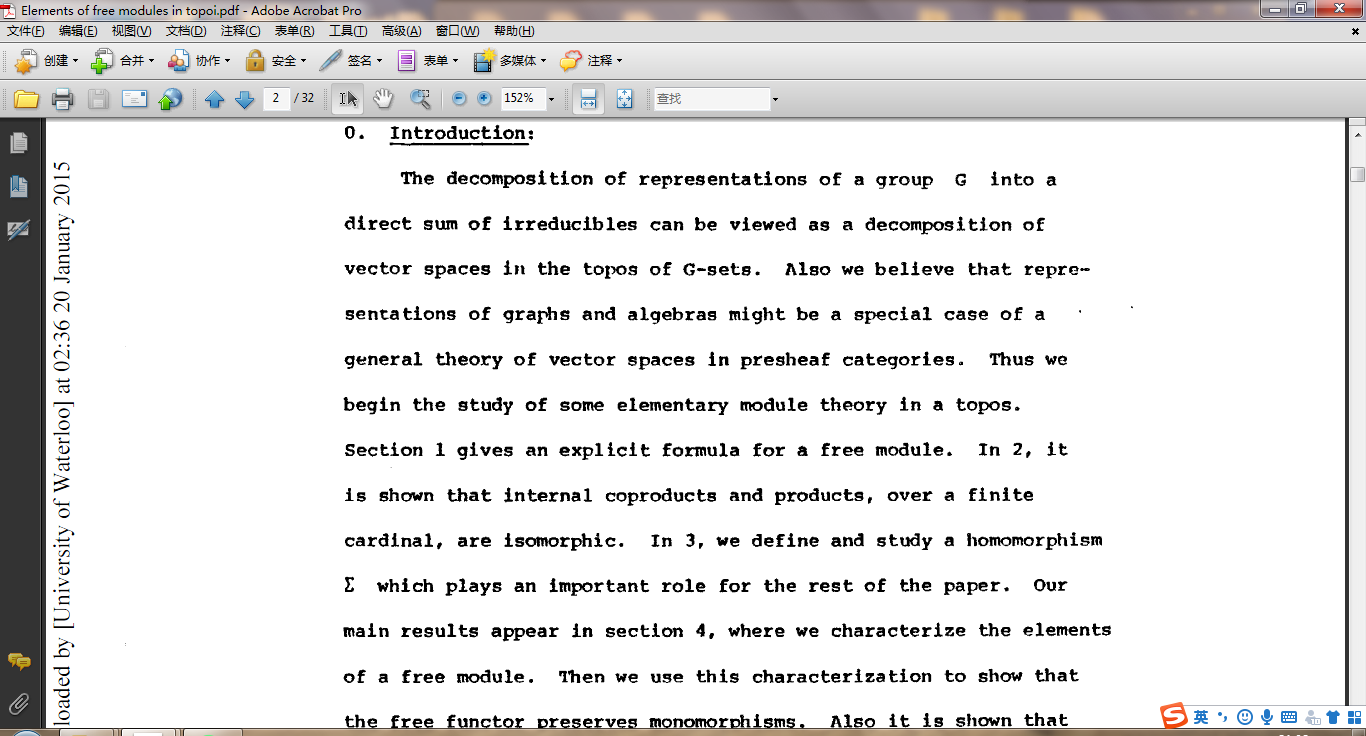 Elements of free modules in topoi.pdf - Adobe Acrobat Pro
文件(F) 编辑(E) 视图(V) 文档(D) 注释(C) 表单(R) 工具(T) 高级(A) 窗口(W) 帮助(H)
创建 合并 协作 安全 签名 表单 多媒体 注释
2 / 32 152% 查找
loaded by [University of Waterloo] at 02:36 20 January 2015
0. Introduction:
The decomposition of representations of a group G into a
direct sum of irreducibles can be viewed as a decomposition of
vector spaces in the topos of G-sets. Also we believe that repre-
sentations of graphs and algebras might be a special case of a
general theory of vector spaces in presheaf categories. Thus we
begin the study of some elementary module theory in a topos.
Section 1 gives an explicit formula for a free module. In 2, it
is shown that internal coproducts and products, over a finite
cardinal, are isomorphic. In 3, we define and study a homomorphism
Σ which plays an important role for the rest of the paper. Our
main results appear in section 4, where we characterize the elements
of a free module. Then we use this characterization to show that
the free functor preserves monomorphisms. Also it is shown that
英